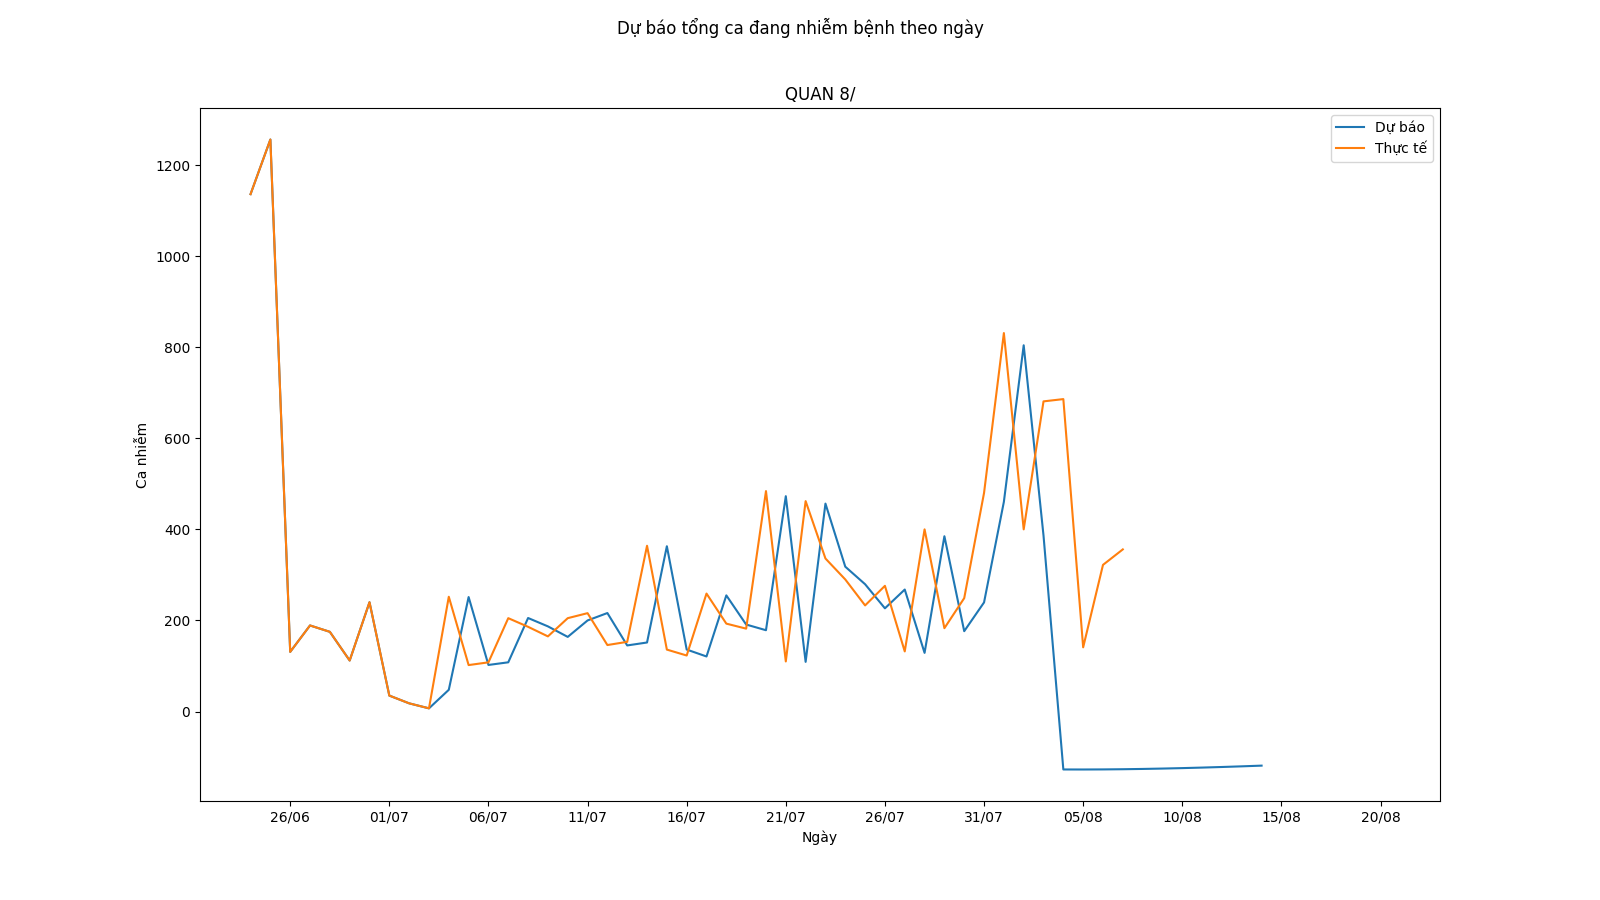 Dự báo tổng ca đang nhiễm bệnh theo ngày
QUAN 8/
Dự báo
Thực tế
1200
1000
800
600
400
200
0
Ca nhiễm
26/06 01/07 06/07 11/07 16/07 21/07 26/07 31/07 05/08 10/08 15/08 20/08
Ngày